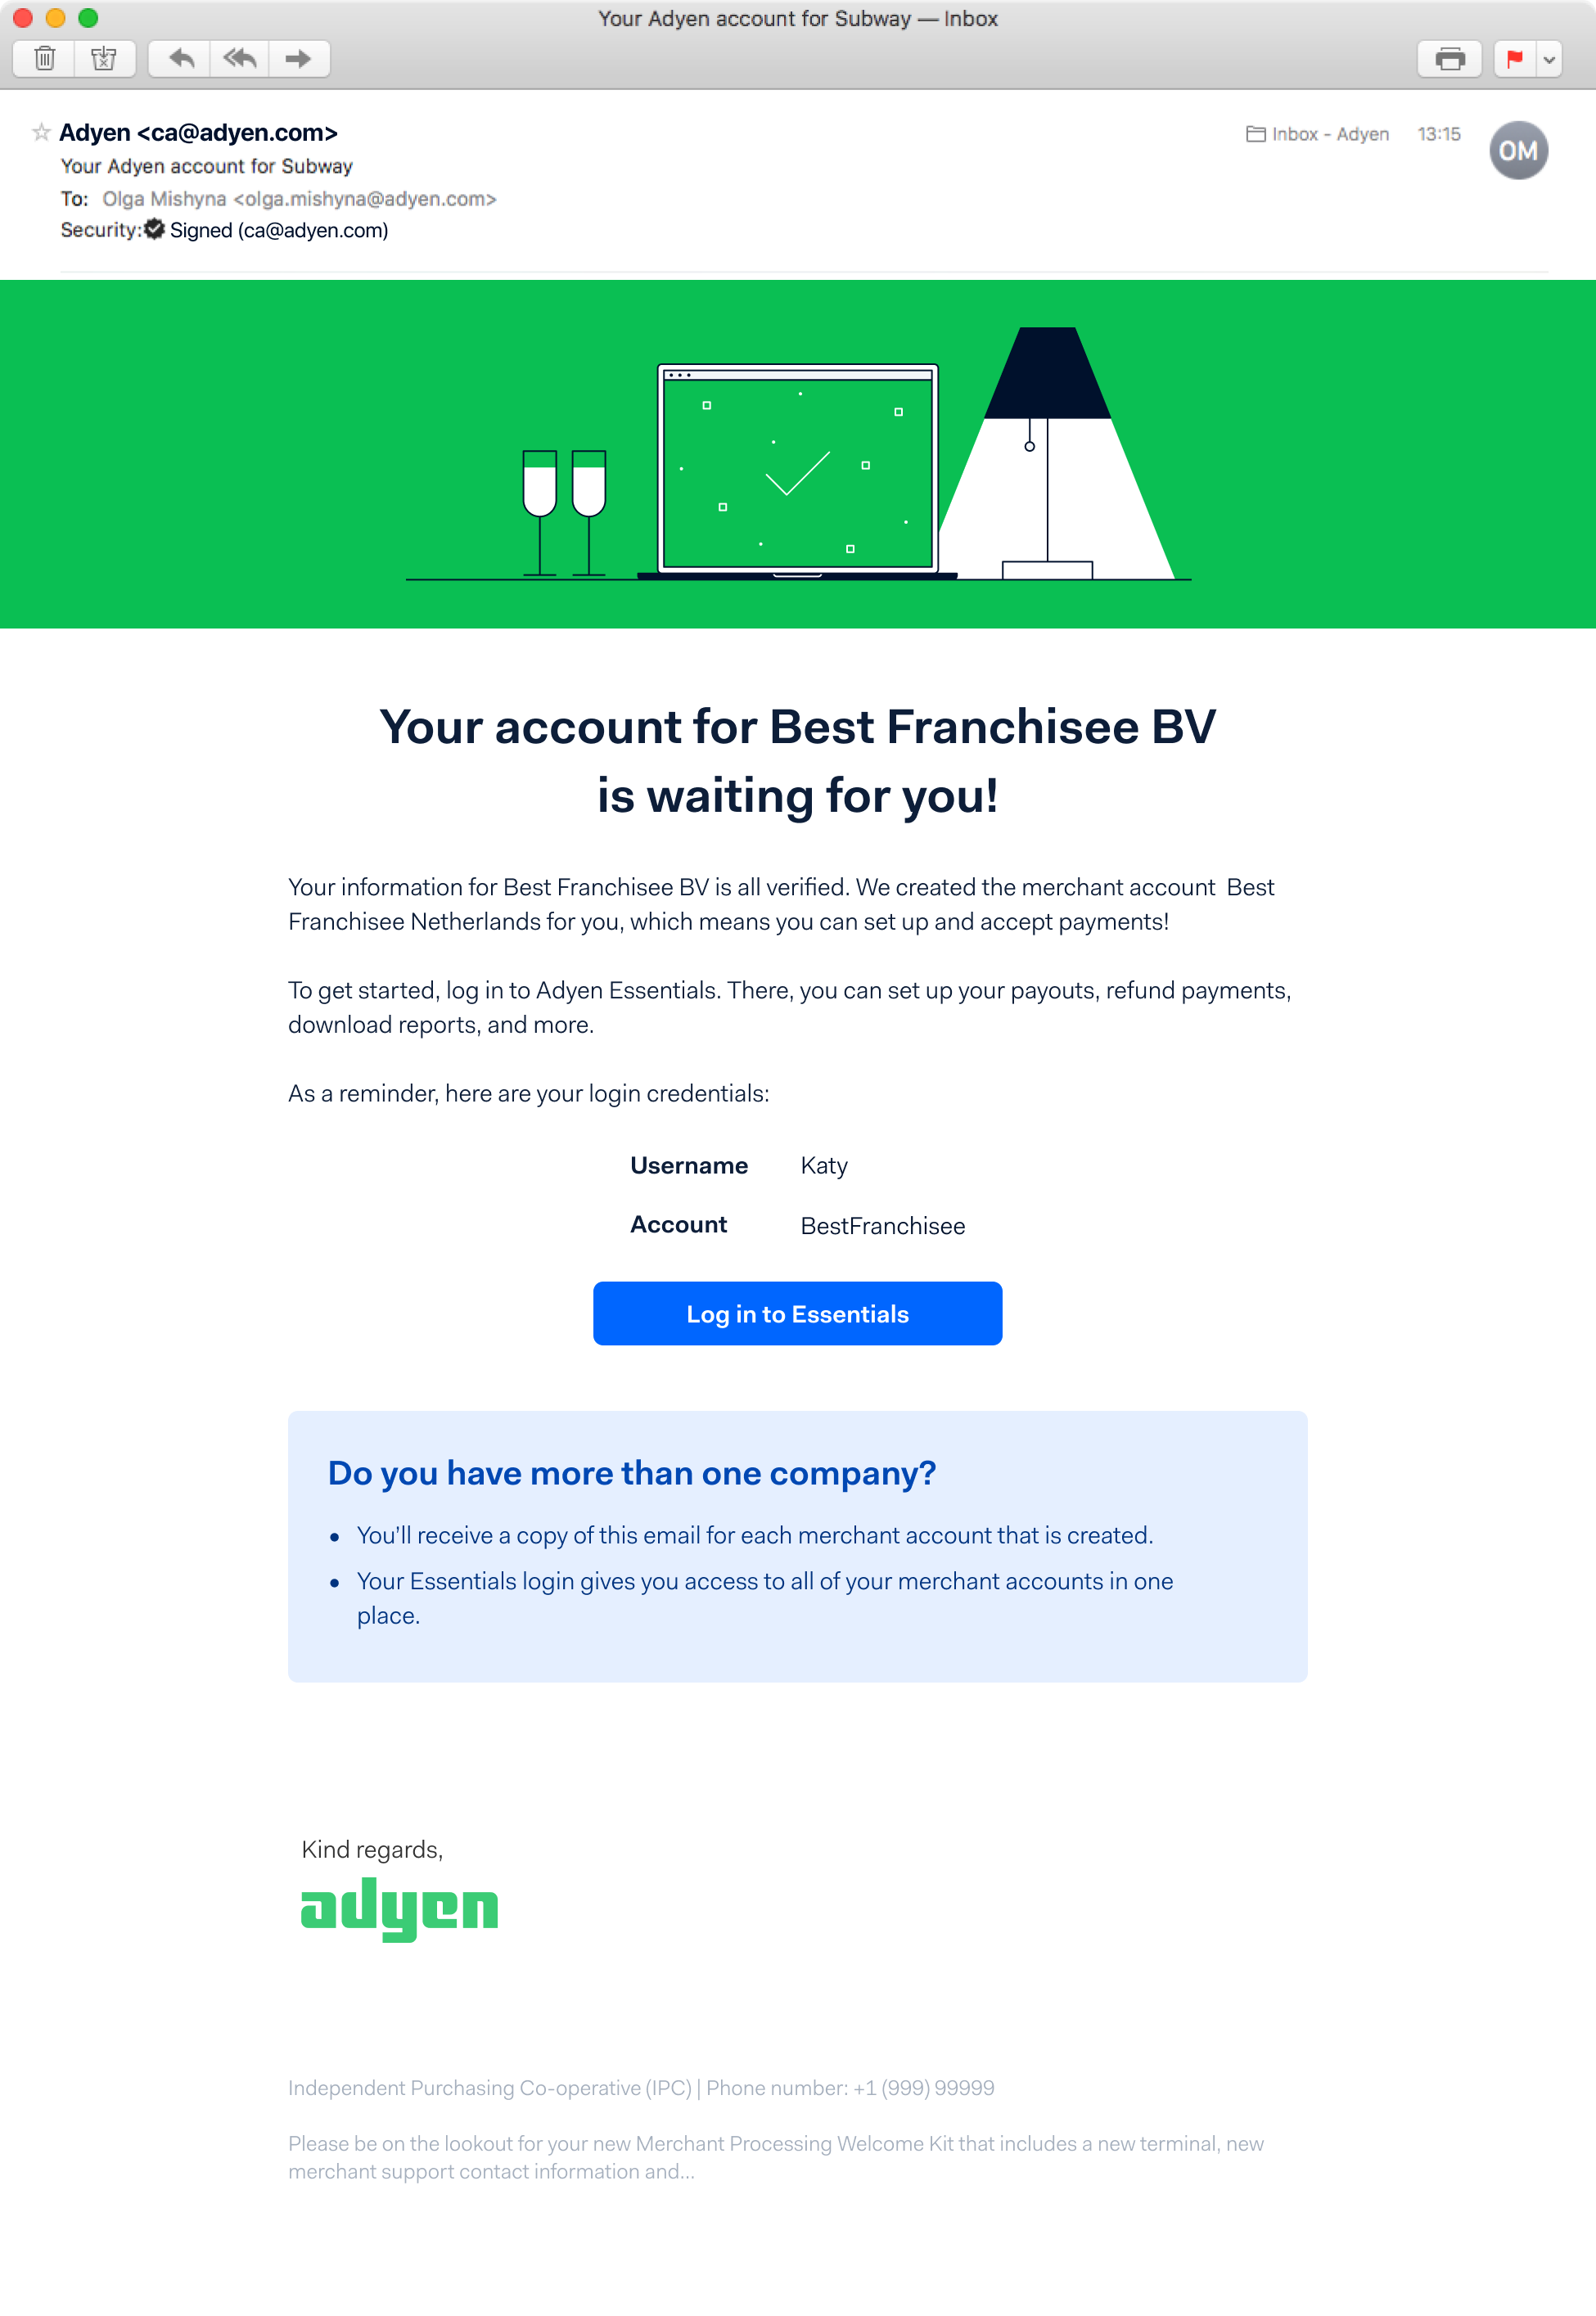 Your Adyen account for Subway — Inbox
Adyen <ca@adyen.com>
Inbox - Adyen 13:15
OM
Your Adyen account for Subway
To: Olga Mishyna <olga.mishyna@adyen.com>
Security: Signed (ca@adyen.com)
Your account for Best Franchisee BV
is waiting for you!
Your information for Best Franchisee BV is all verified. We created the merchant account Best
Franchisee Netherlands for you, which means you can set up and accept payments!
To get started, log in to Adyen Essentials. There, you can set up your payouts, refund payments,
download reports, and more.
As a reminder, here are your login credentials:
Username Katy
Account BestFranchisee
Log in to Essentials
Do you have more than one company?
• You’ll receive a copy of this email for each merchant account that is created.
• Your Essentials login gives you access to all of your merchant accounts in one
place.
Kind regards,
adyen
Independent Purchasing Co-operative (IPC) | Phone number: +1 (999) 99999
Please be on the lookout for your new Merchant Processing Welcome Kit that includes a new terminal, new
merchant support contact information and...